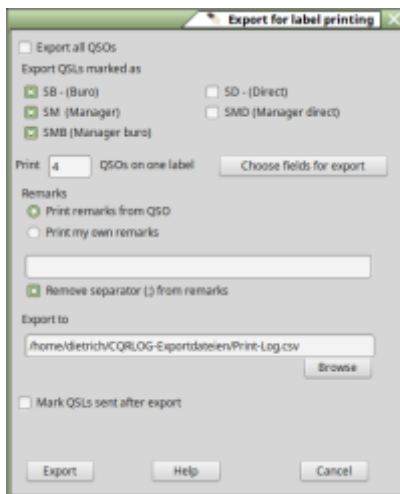 Export for label printing
Export all QSOs
Export QSLs marked as
SB - (Buro) SD - (Direct)
SM (Manager) SMD (Manager direct)
SMB (Manager buro)
Print 4 QSOs on one label Choose fields for export
Remarks
Print remarks from QSO
Print my own remarks
Remove separator (;) from remarks
Export to
/home/dietrich/CQRLOG-Exportdateien/Print-Log.csv
Browse
Mark QSLs sent after export
Export Help Cancel